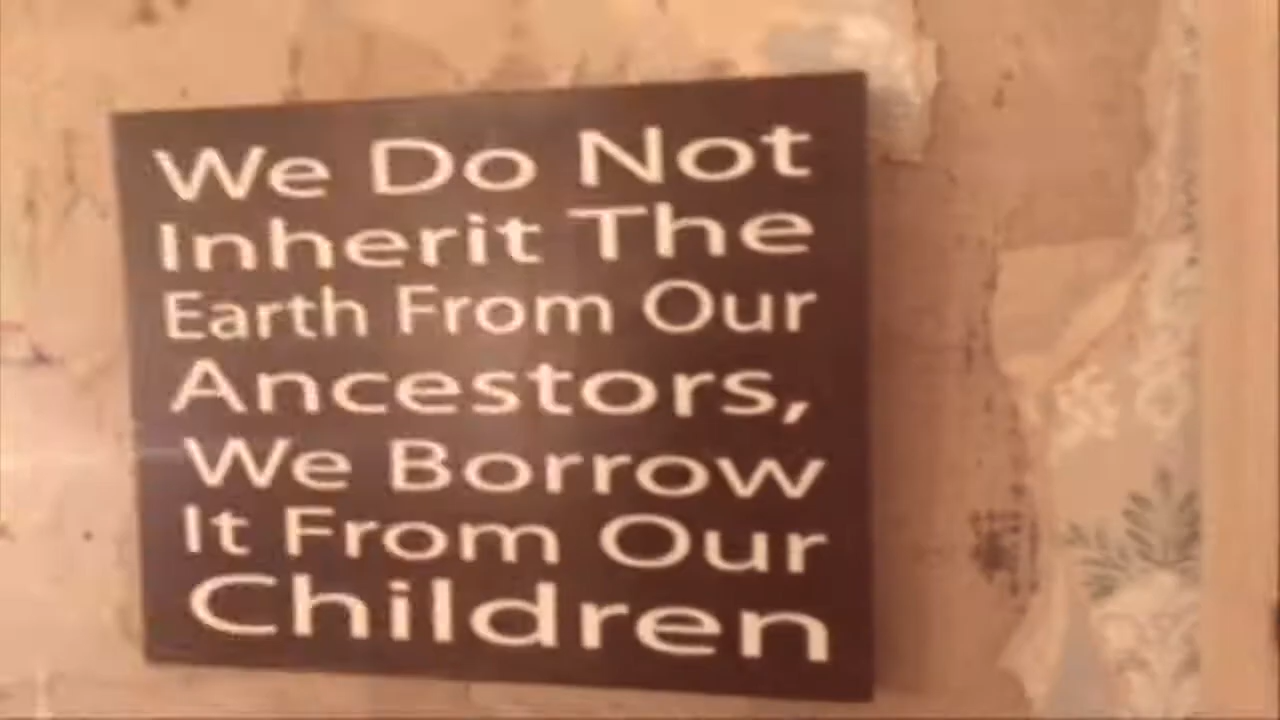 We Do Not
Inherit The
Earth From Our
Ancestors,
We Borrow
It From Our
Children